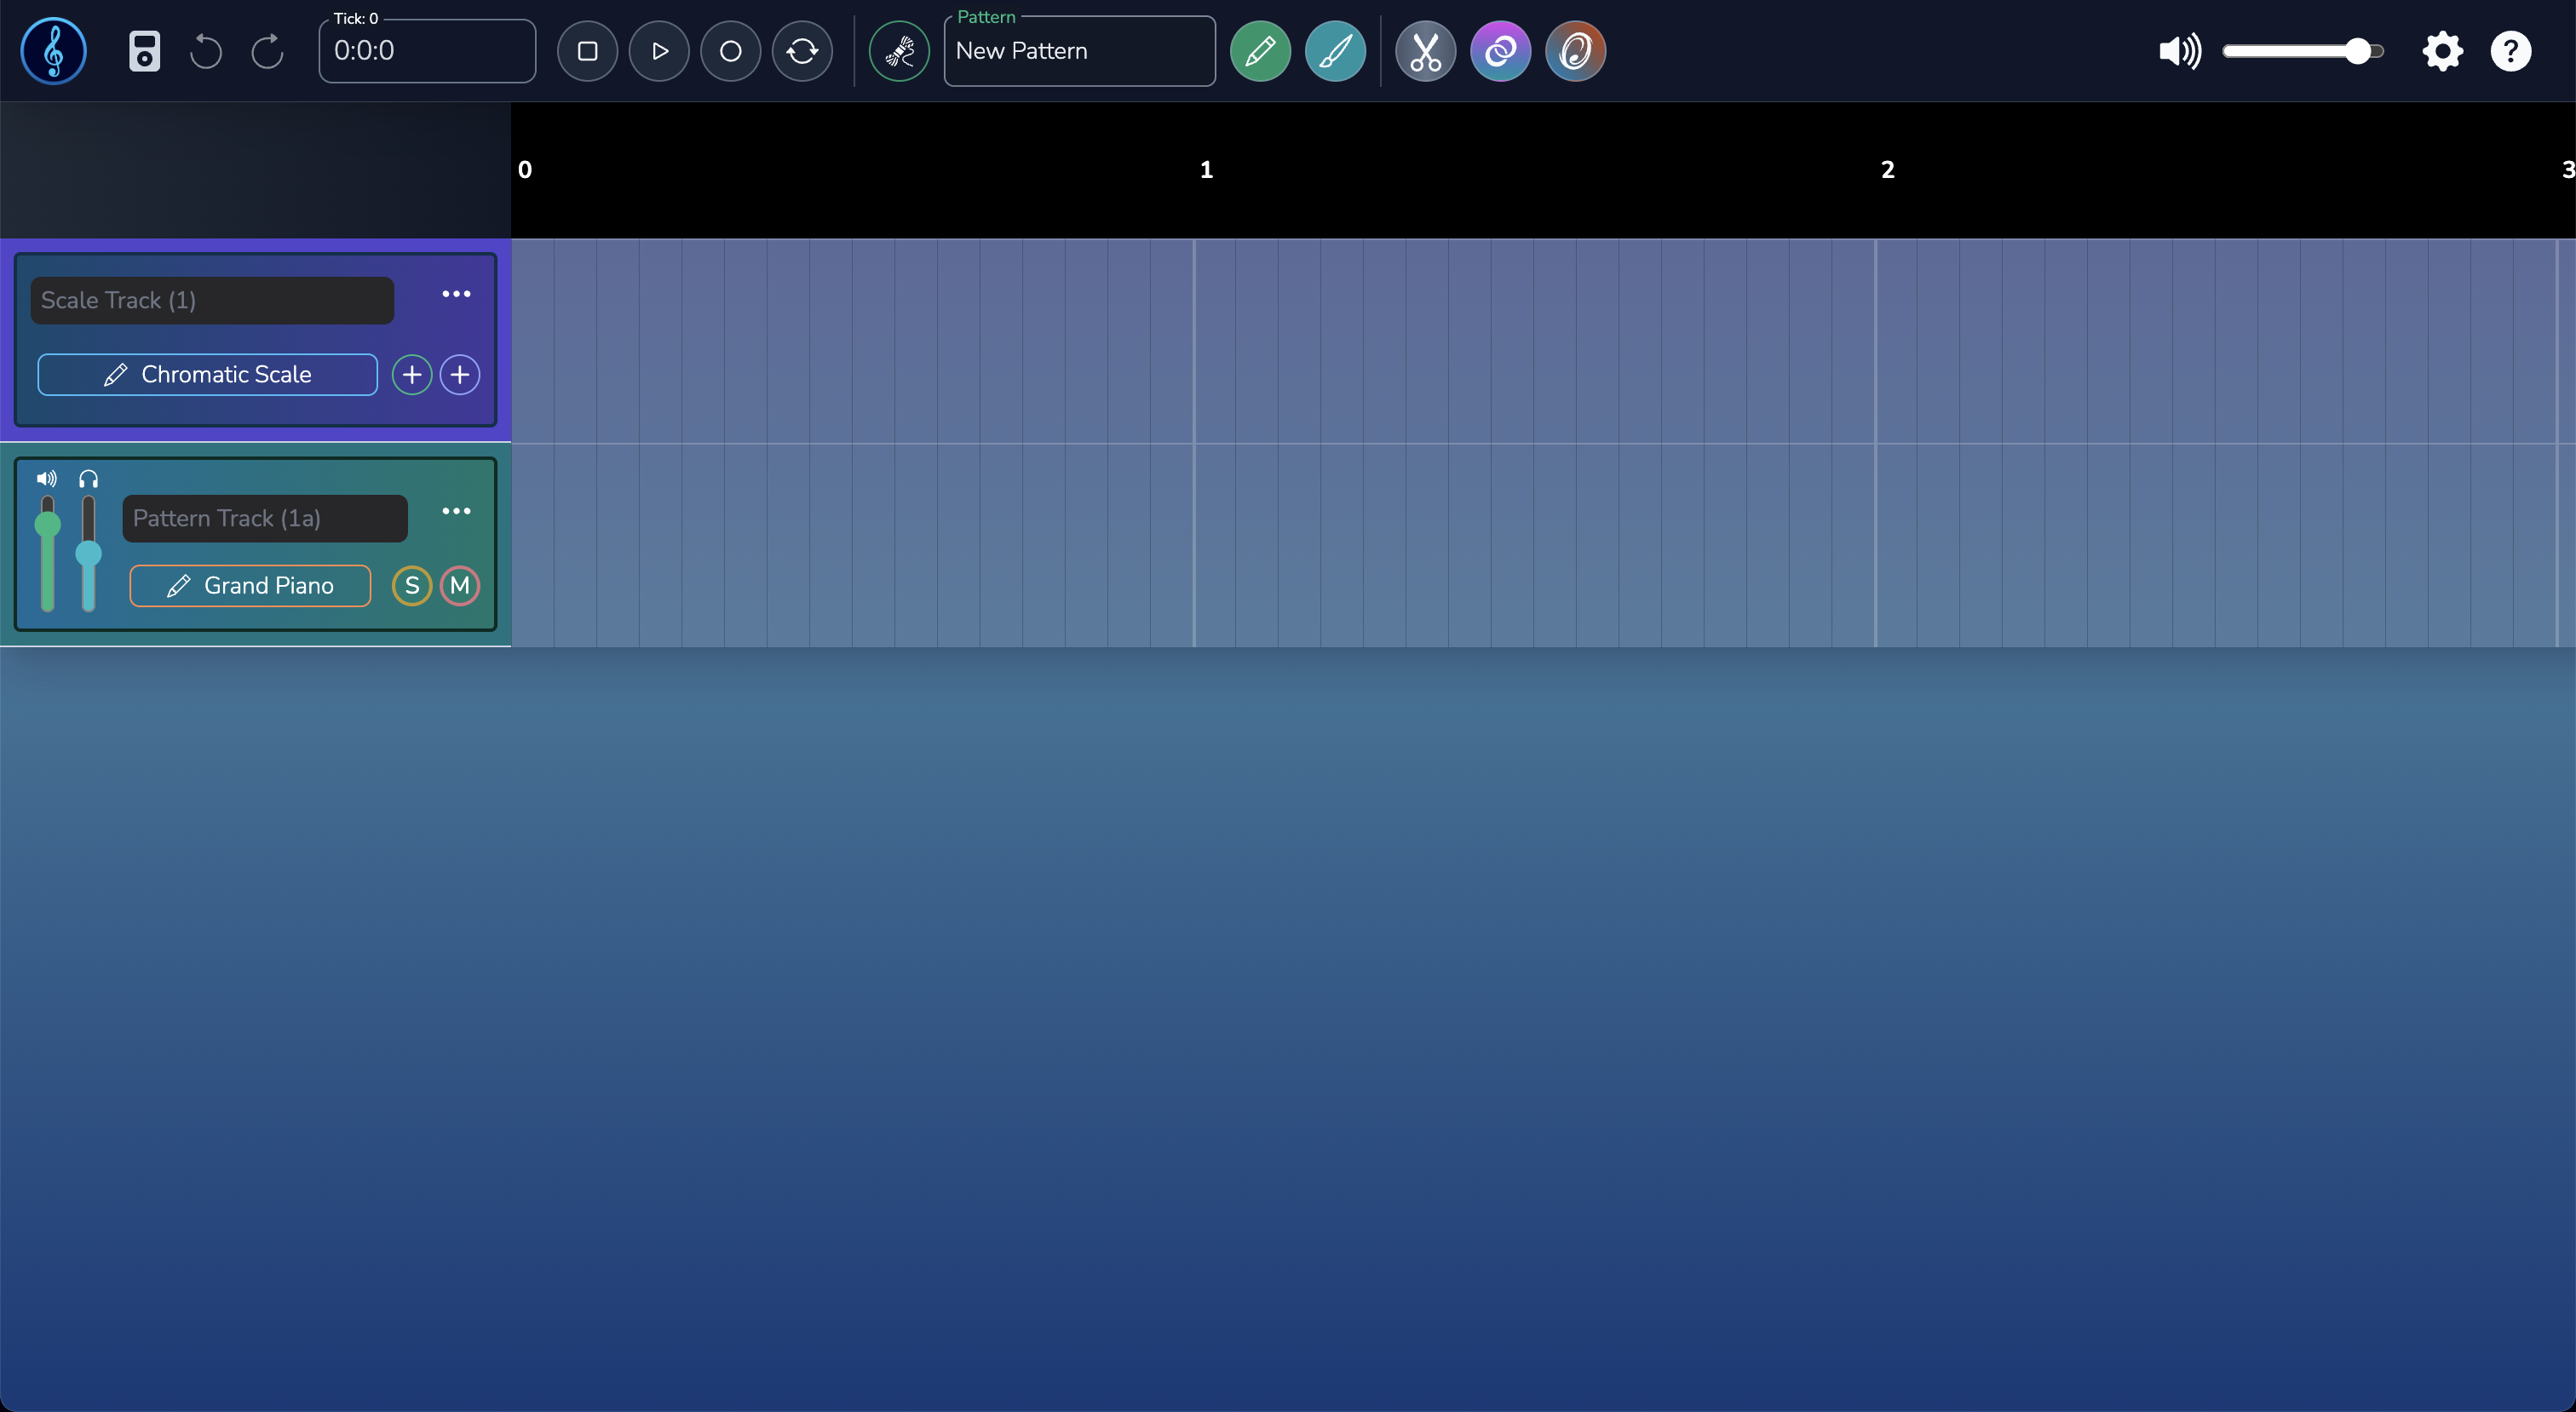 Tick: 0
0:0:0
Pattern
New Pattern
?
0 1 2 3
Scale Track (1)
Chromatic Scale
Pattern Track (1a)
Grand Piano S M